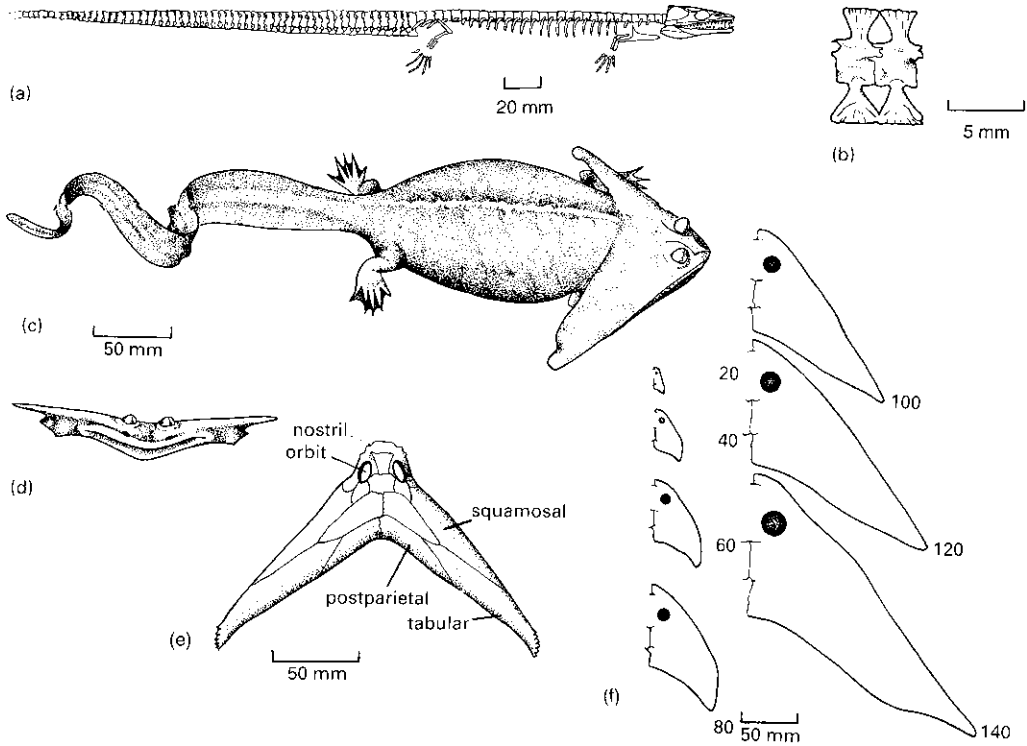 (a)
20 mm
(b)
5 mm
(c)
50 mm
(d)
nostril
orbit
squamosal
postparietal
tabular
(e)
50 mm
(f)
20
40
60
80
100
120
140
50 mm